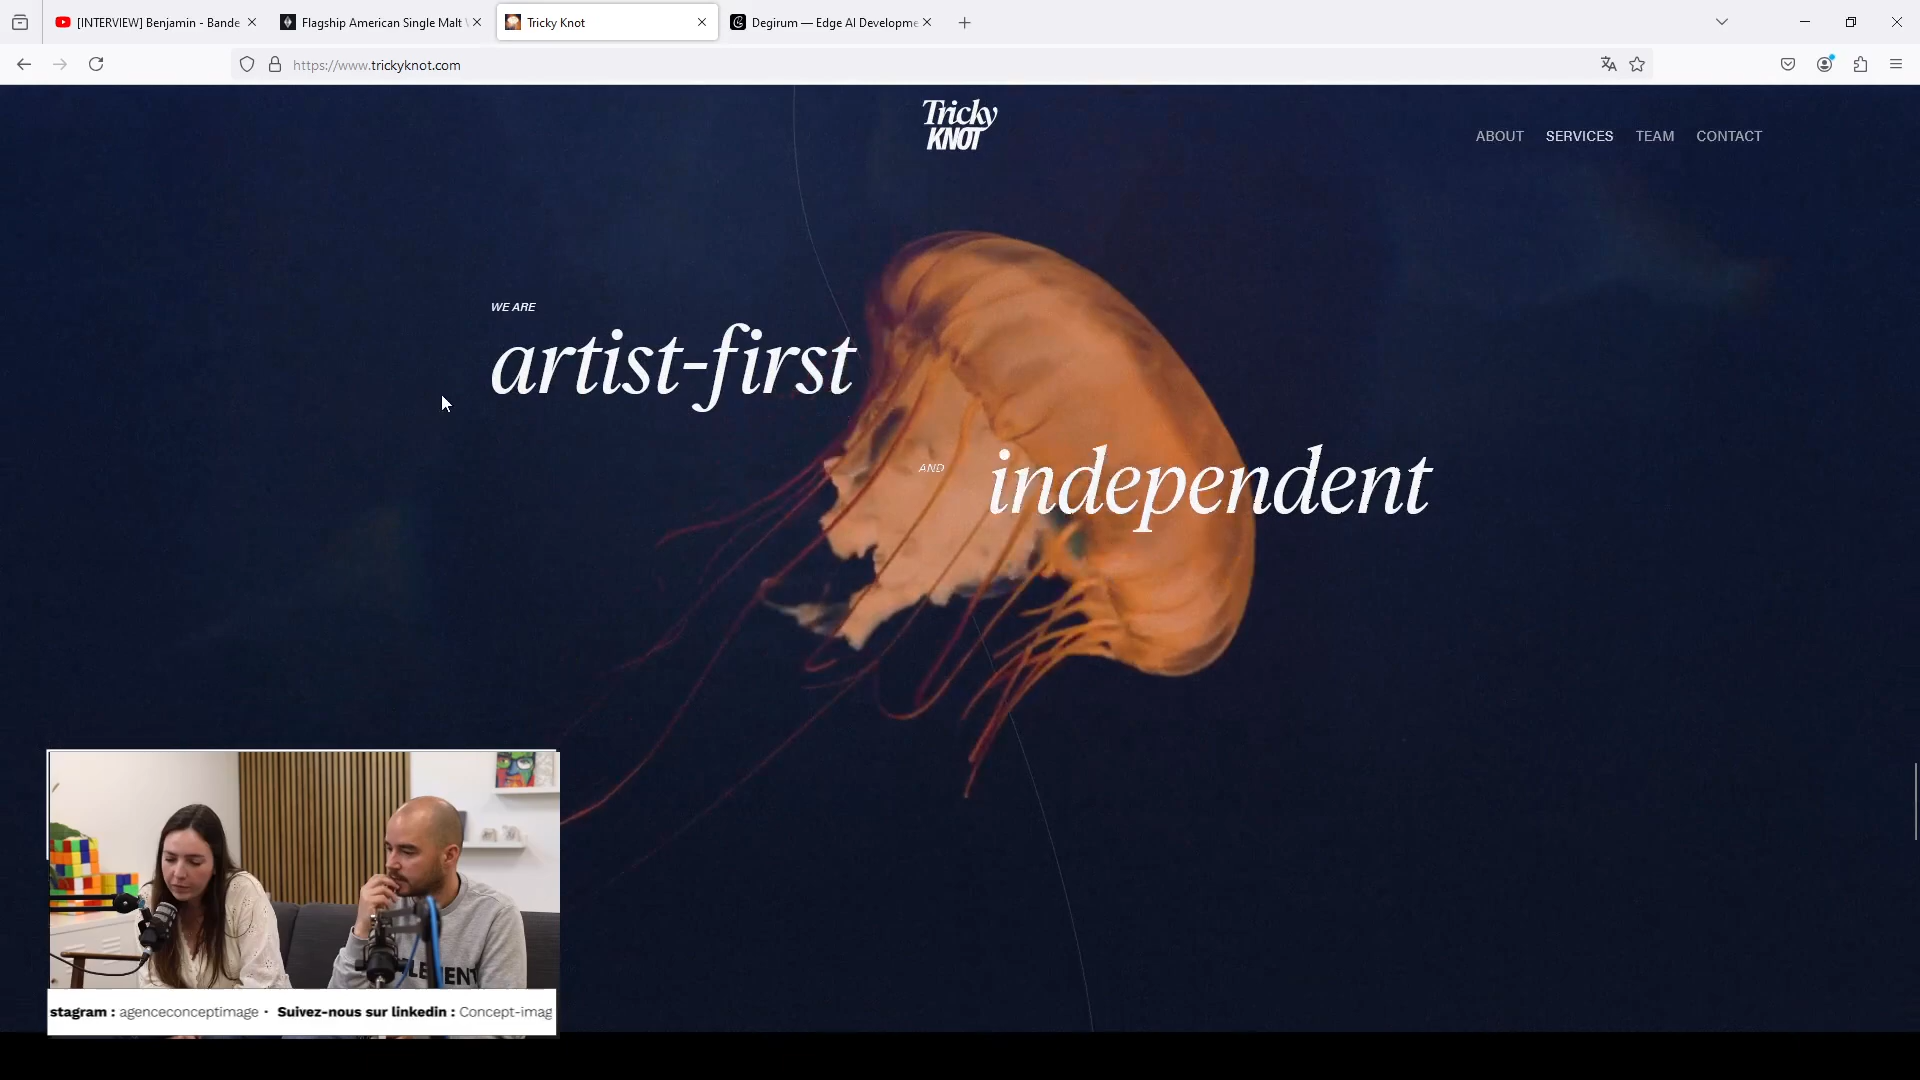 [INTERVIEW] Benjamin - Bande
Flagship American Single Malt
Tricky Knot
Degirum — Edge AI Developme
https://www.trickyknot.com
Tricky
KNOT
ABOUT
SERVICES
TEAM
CONTACT
WE ARE
artist-first
AND
independent
stagram : agenceconceptimage · Suivez-nous sur linkedin : Concept-imag